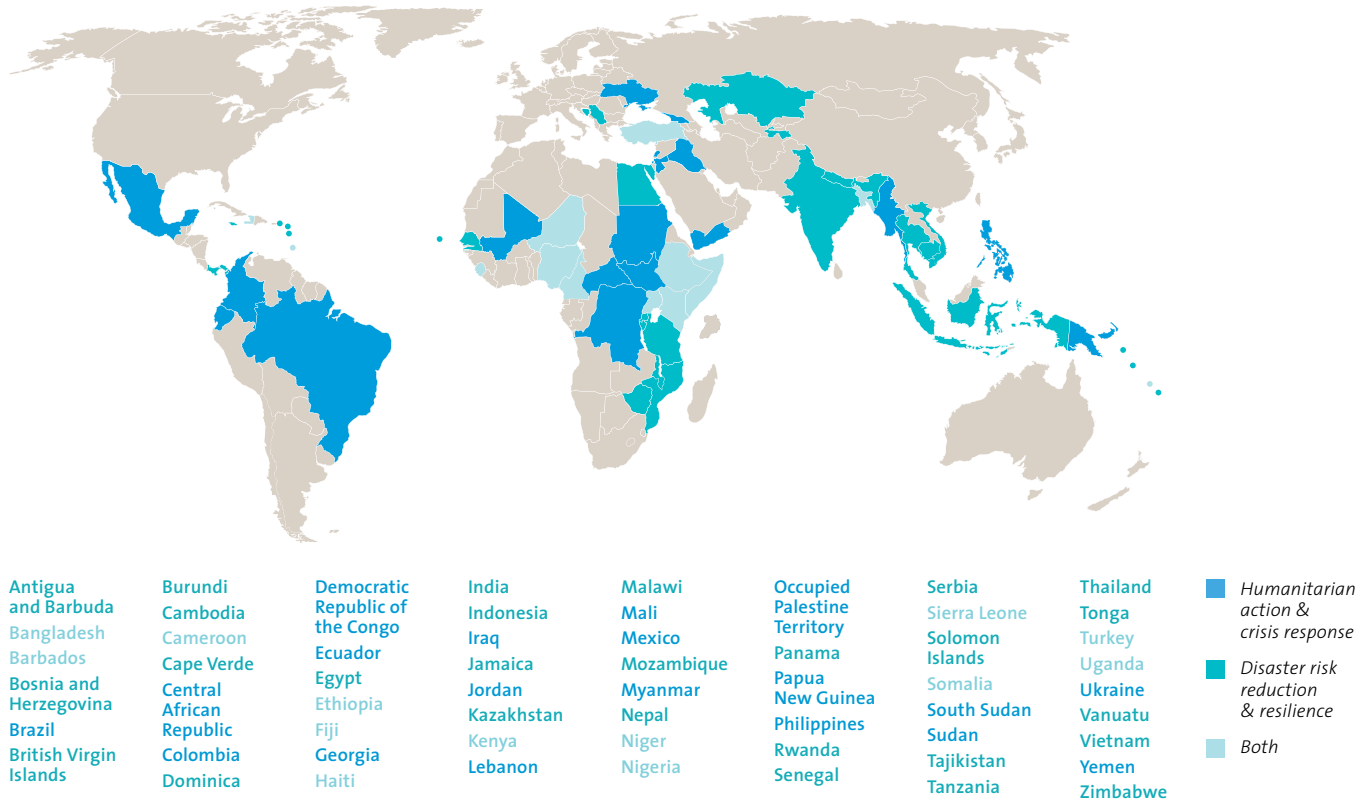 Antigua
and Barbuda
Bangladesh
Barbados
Bosnia and
Herzegovina
Brazil
British Virgin
Islands
Burundi
Cambodia
Cameroon
Cape Verde
Central
African
Republic
Colombia
Dominica
Democratic
Republic of
the Congo
Ecuador
Egypt
Ethiopia
Fiji
Georgia
Haiti
India
Indonesia
Iraq
Jamaica
Jordan
Kazakhstan
Kenya
Lebanon
Malawi
Mali
Mexico
Mozambique
Myanmar
Nepal
Niger
Nigeria
Occupied
Palestine
Territory
Panama
Papua
New Guinea
Philippines
Rwanda
Senegal
Serbia
Sierra Leone
Solomon
Islands
Somalia
South Sudan
Sudan
Tajikistan
Tanzania
Thailand
Tonga
Turkey
Uganda
Ukraine
Vanuatu
Vietnam
Yemen
Zimbabwe
Humanitarian
action &
crisis response
Disaster risk
reduction
& resilience
Both